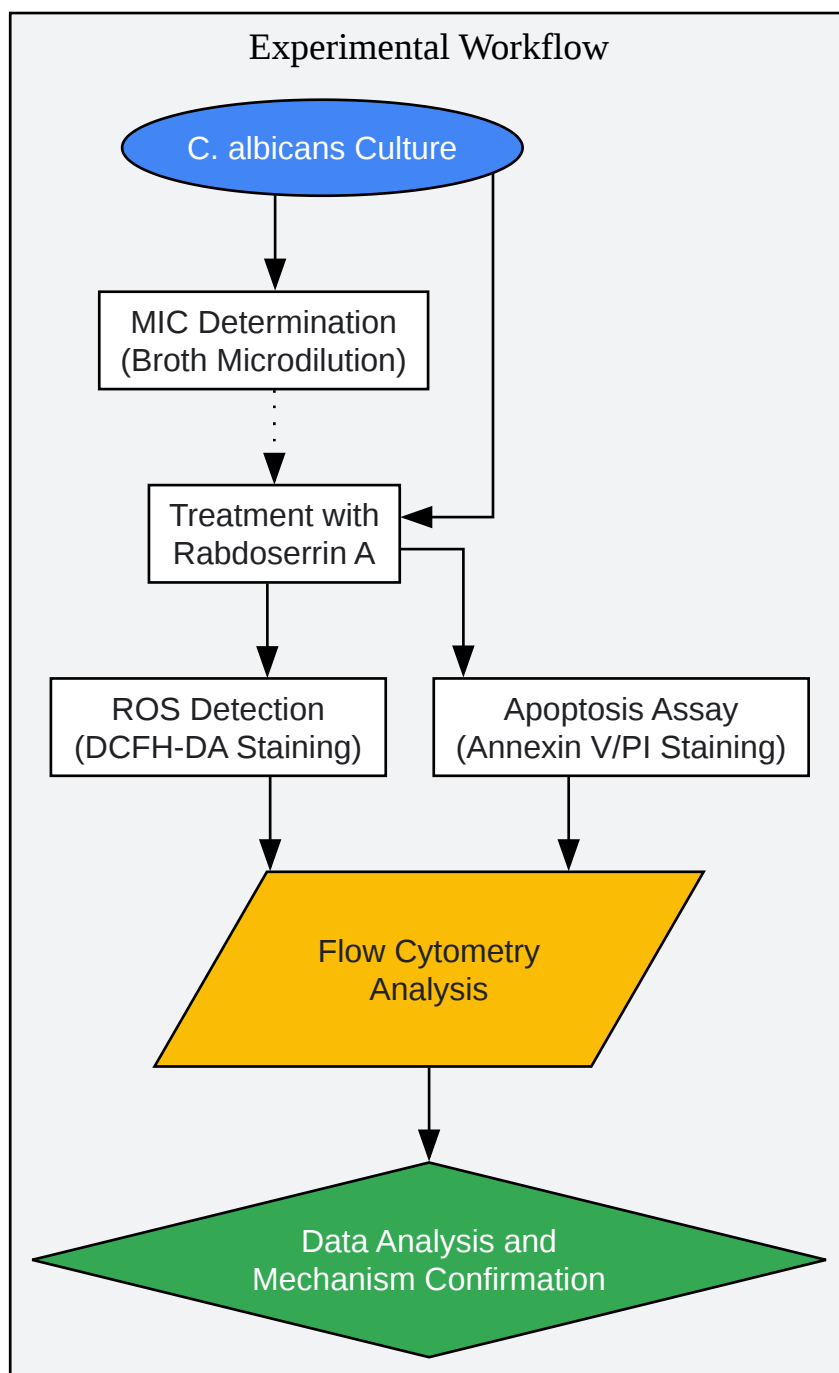 Experimental Workflow
C. albicans Culture
MIC Determination
(Broth Microdilution)
Treatment with
Rabdoserrin A
ROS Detection
(DCFH-DA Staining)
Apoptosis Assay
(Annexin V/PI Staining)
Flow Cytometry
Analysis
Data Analysis and
Mechanism Confirmation